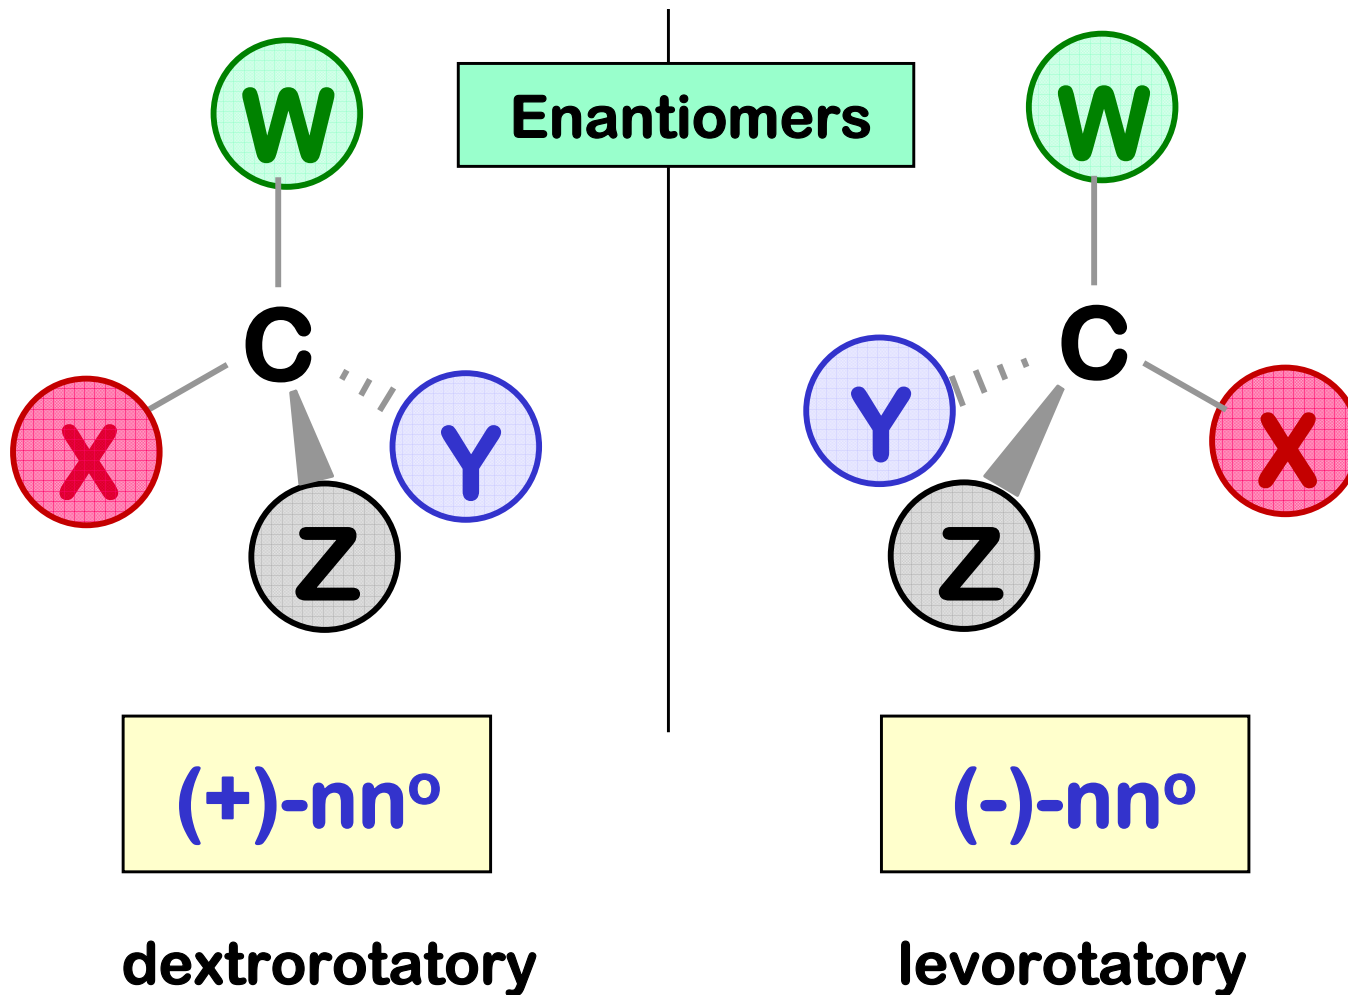 Enantiomers
W
C
X
Y
Z
W
C
Y
X
Z
(+)-nnº
(-)-nnº
dextrorotatory
levorotatory